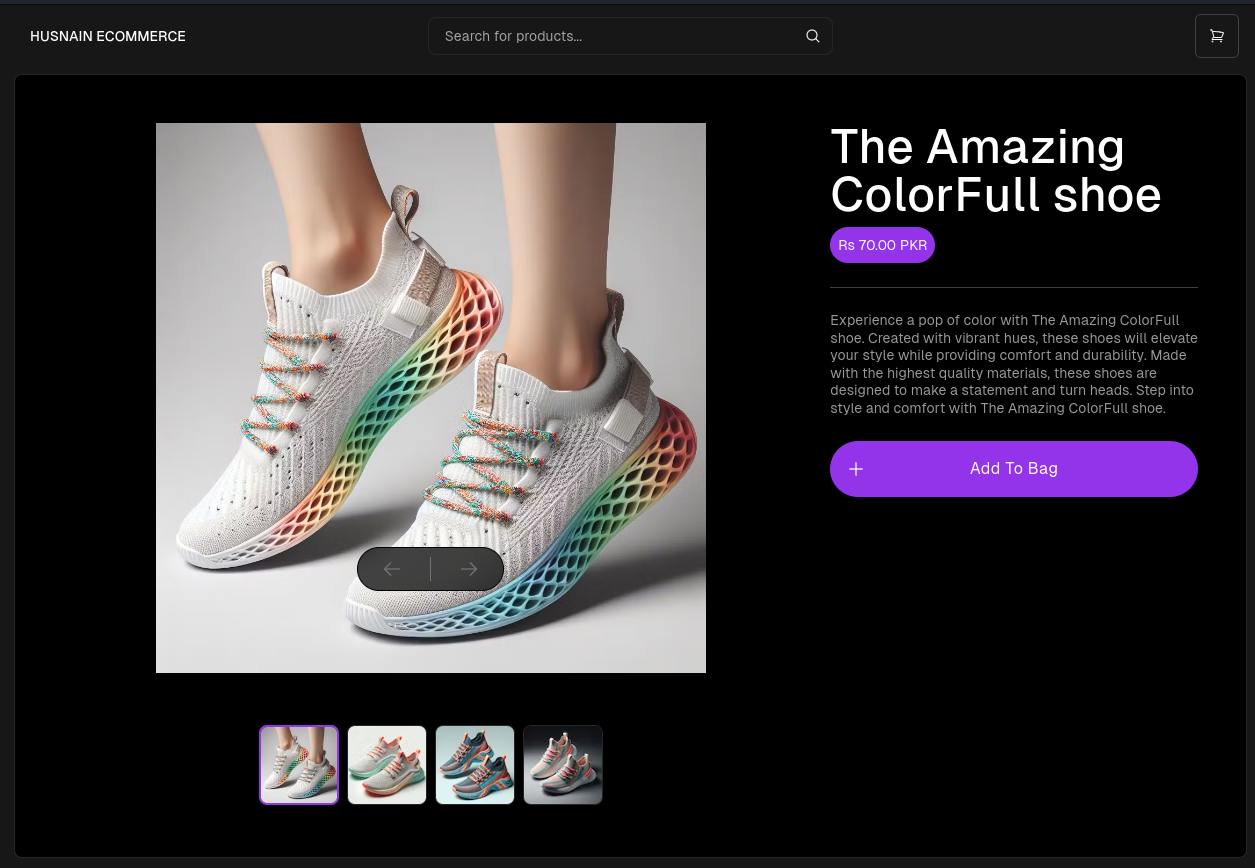 HUSNAIN ECOMMERCE
Search for products...
The Amazing
ColorFull shoe
Rs 70.00 PKR
Experience a pop of color with The Amazing ColorFull
shoe. Created with vibrant hues, these shoes will elevate
your style while providing comfort and durability. Made
with the highest quality materials, these shoes are
designed to make a statement and turn heads. Step into
style and comfort with The Amazing ColorFull shoe.
Add To Bag